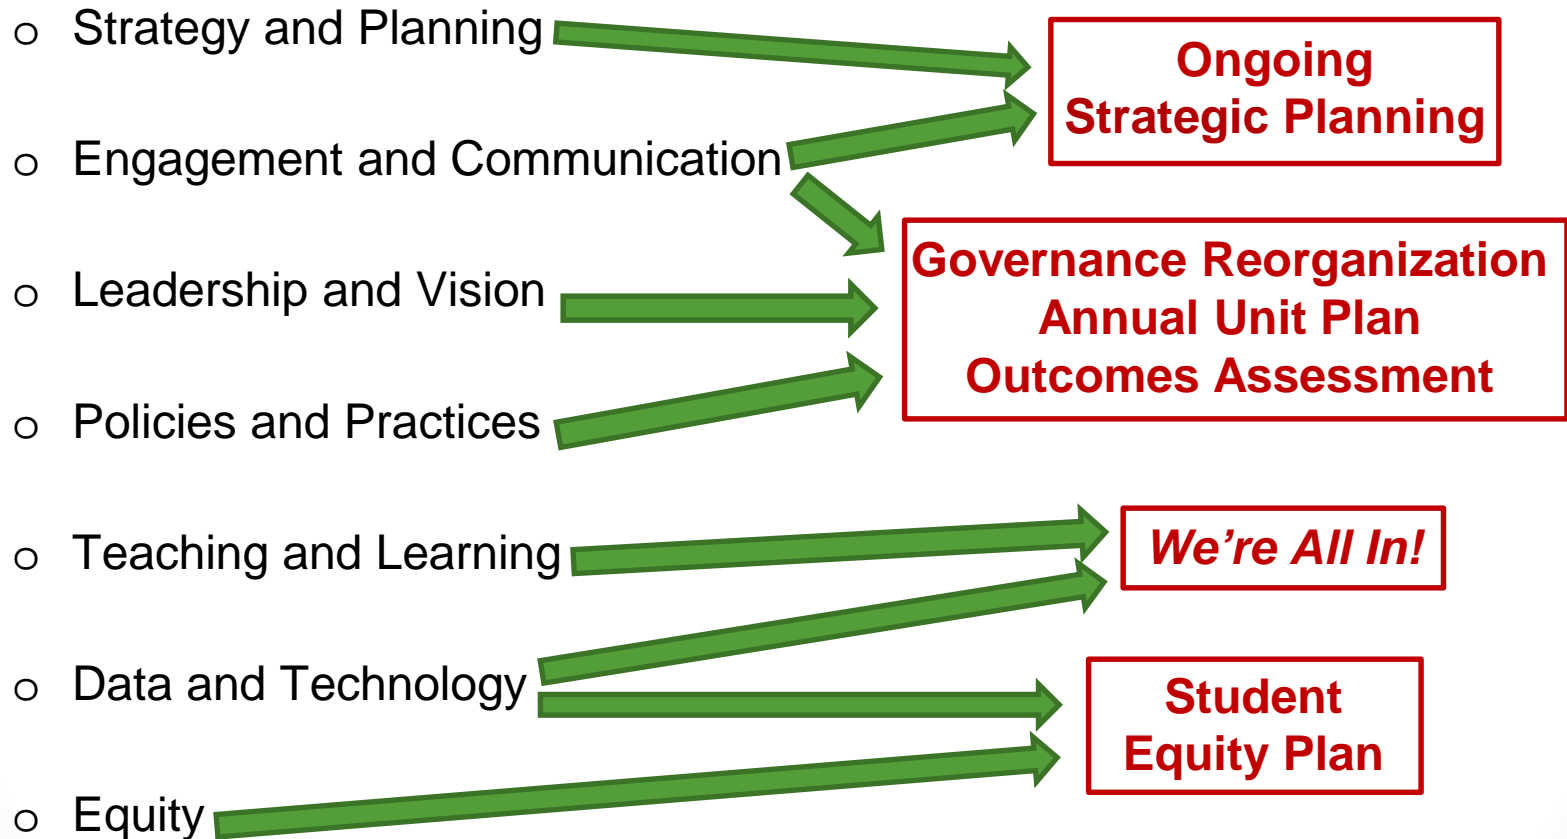 o Strategy and Planning
o Engagement and Communication
o Leadership and Vision
o Policies and Practices
o Teaching and Learning
o Data and Technology
o Equity
Ongoing
Strategic Planning
Governance Reorganization
Annual Unit Plan
Outcomes Assessment
We’re All In!
Student
Equity Plan